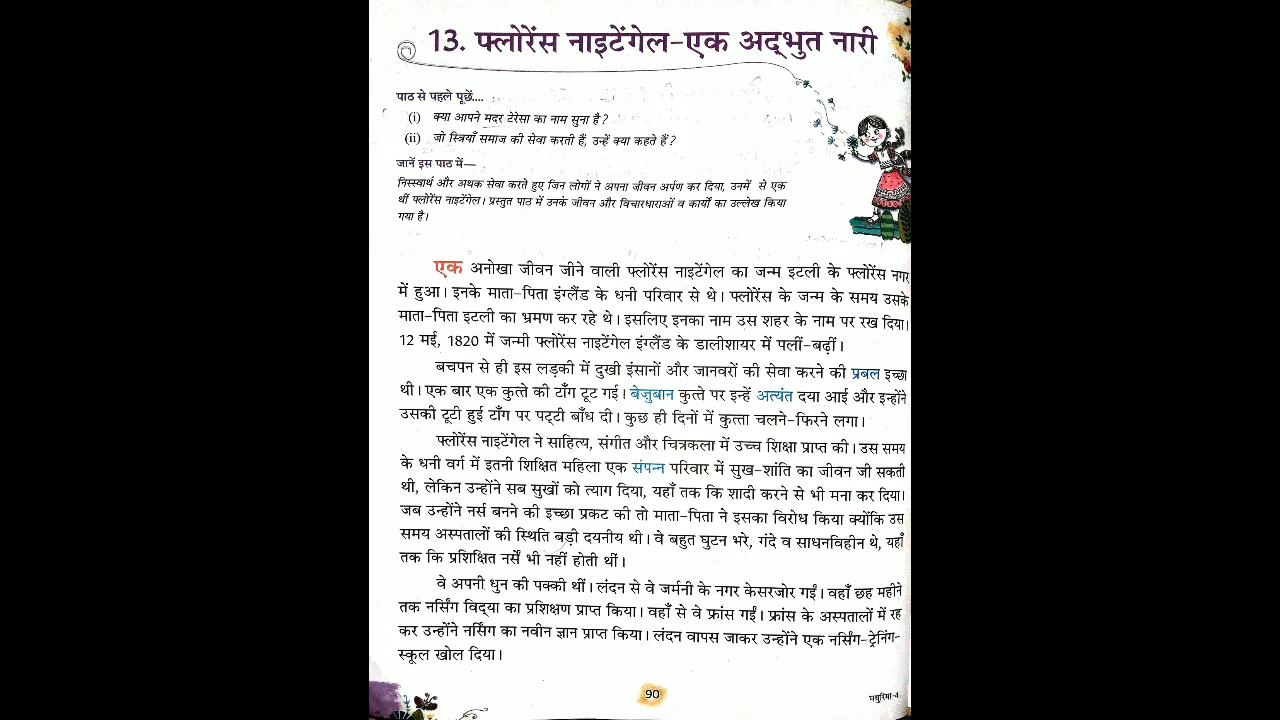 13. फ्लोरेंस नाइटेंगेल-एक अद्‌भुत नारी
पाठ से पहले पूछें....
(i) क्या आपने मदर टेरेसा का नाम सुना है?
(ii) जो स्त्रियाँ समाज की सेवा करती हैं, उन्हें क्या कहते हैं?
जानें इस पाठ में—
निस्स्वार्थ और अथक सेवा करते हुए जिन लोगों ने अपना जीवन अर्पण कर दिया, उनमें से एक
थीं फ्लोरेंस नाइटेंगेल। प्रस्तुत पाठ में उनके जीवन और विचारधाराओं व कार्यों का उल्लेख किया
गया है।
एक अनोखा जीवन जीने वाली फ्लोरेंस नाइटेंगेल का जन्म इटली के फ्लोरेंस नगर
में हुआ। इनके माता-पिता इंग्लैंड के धनी परिवार से थे। फ्लोरेंस के जन्म के समय उसके
माता-पिता इटली का भ्रमण कर रहे थे। इसलिए इनका नाम उस शहर के नाम पर रख दिया।
12 मई, 1820 में जन्मी फ्लोरेंस नाइटेंगेल इंग्लैंड के डालीशायर में पलीं-बढ़ीं।
बचपन से ही इस लड़की में दुखी इंसानों और जानवरों की सेवा करने की प्रबल इच्छा
थी। एक बार एक कुत्ते की टाँग टूट गई। बेज़ुबान कुत्ते पर इन्हें अत्यंत दया आई और इन्होंने
उसकी टूटी हुई टाँग पर पट्‌टी बाँध दी। कुछ ही दिनों में कुत्ता चलने-फिरने लगा।
फ्लोरेंस नाइटेंगेल ने साहित्य, संगीत और चित्रकला में उच्च शिक्षा प्राप्त की। उस समय
के धनी वर्ग में इतनी शिक्षित महिला एक संपन्न परिवार में सुख-शांति का जीवन जी सकती
थी, लेकिन उन्होंने सब सुखों को त्याग दिया, यहाँ तक कि शादी करने से भी मना कर दिया।
जब उन्होंने नर्स बनने की इच्छा प्रकट की तो माता-पिता ने इसका विरोध किया क्योंकि उस
समय अस्पतालों की स्थिति बड़ी दयनीय थी। वे बहुत घुटन भरे, गंदे व साधनविहीन थे, यहाँ
तक कि प्रशिक्षित नर्सें भी नहीं होती थीं।
वे अपनी धुन की पक्की थीं। लंदन से वे जर्मनी के नगर केसरजोर गईं। वहाँ छह महीने
तक नर्सिंग विद्‌या का प्रशिक्षण प्राप्त किया। वहाँ से वे फ्रांस गईं। फ्रांस के अस्पतालों में रह
कर उन्होंने नर्सिंग का नवीन ज्ञान प्राप्त किया। लंदन वापस जाकर उन्होंने एक नर्सिंग-ट्रेनिंग-
स्कूल खोल दिया।
90
मधुरिमा-4